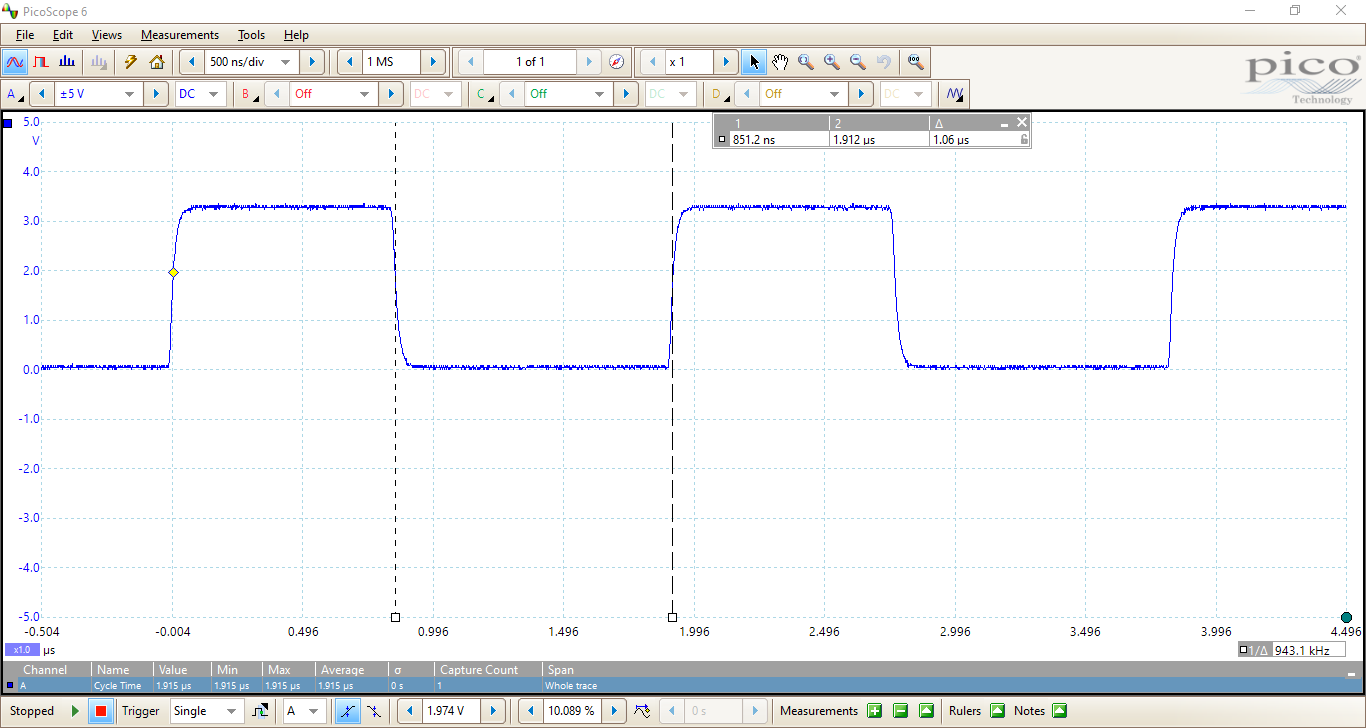 PicoScope 6
File Edit Views Measurements Tools Help
500 ns/div 1 MS 1 of 1 x 1
pico
Technology
A ±5 V DC B Off DC C Off DC D Off DC
1 2 Δ
851.2 ns 1.912 µs 1.06 µs
5.0
V
4.0
3.0
2.0
1.0
0.0
-1.0
-2.0
-3.0
-4.0
-5.0
-0.504 -0.004 0.496 0.996 1.496 1.996 2.496 2.996 3.496 3.996 4.496
x1.0 µs
1/Δ 943.1 kHz
Channel Name Value Min Max Average σ Capture Count Span
A Cycle Time 1.915 µs 1.915 µs 1.915 µs 1.915 µs 0 s 1 Whole trace
Stopped Trigger Single A 1.974 V 10.089 % 0 s Measurements Rulers Notes